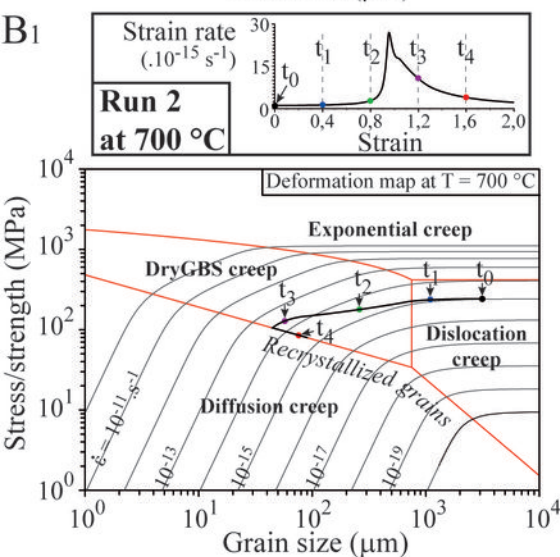 B1
Strain rate
(.10⁻¹⁵ s⁻¹)
30
15
0
t0
t1
t2
t3
t4
0
0,4
0,8
1,2
1,6
2,0
Strain
Run 2
at 700 °C
Deformation map at T = 700 °C
Exponential creep
DryGBS creep
t3
t2
t1
t0
t4
Dislocation
creep
Recrystallized grains
Diffusion creep
ε̇ = 10⁻¹¹.s⁻¹
10⁻¹³
10⁻¹⁵
10⁻¹⁷
10⁻¹⁹
Stress/strength (MPa)
10⁴
10³
10²
10¹
10⁰
10⁰
10¹
10²
10³
10⁴
Grain size (μm)